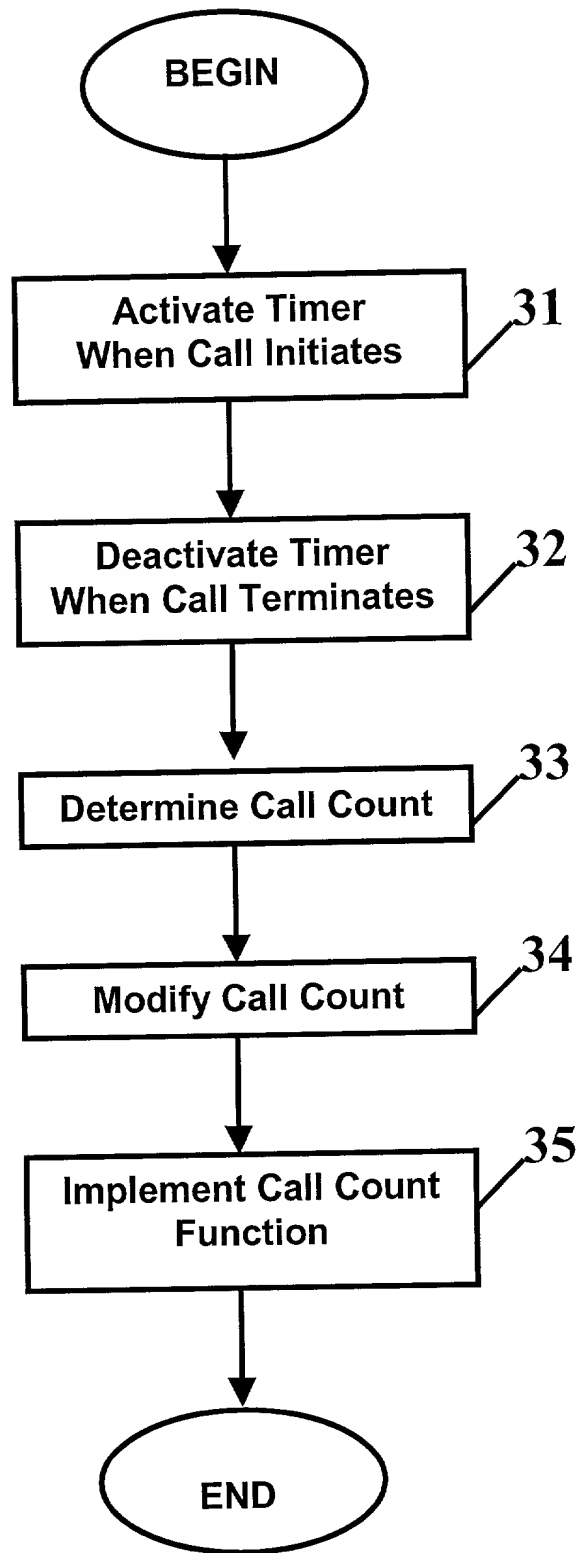 BEGIN
Activate Timer
When Call Initiates
31
Deactivate Timer
When Call Terminates
32
Determine Call Count
33
Modify Call Count
34
Implement Call Count
Function
35
END